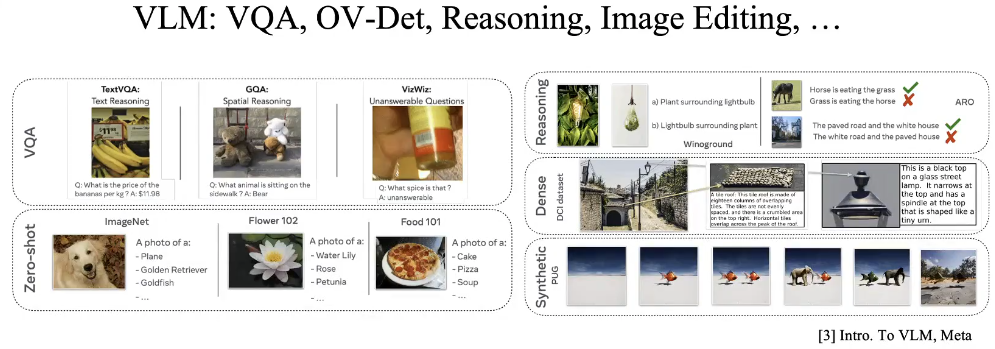 VLM: VQA, OV-Det, Reasoning, Image Editing, …
VQA
TextVQA:
Text Reasoning
Q: What is the price of the
bananas per kg ? A: $11.98
GQA:
Spatial Reasoning
Q: What animal is sitting on the
sidewalk ? A: Bear
VizWiz:
Unanswerable Questions
Q: What spice is that ?
A: unanswerable
Zero-shot
ImageNet
A photo of a:
- Plane
- Golden Retriever
- Goldfish
- ...
Flower 102
A photo of a:
- Water Lily
- Rose
- Petunia
- ...
Food 101
A photo of a:
- Cake
- Pizza
- Soup
- ...
Reasoning
a) Plant surrounding lightbulb
b) Lightbulb surrounding plant
Winoground
Horse is eating the grass
Grass is eating the horse
ARO
The paved road and the white house
The white road and the paved house
Dense
DCI dataset
A tile roof: This tile roof is made of
eighteen columns of overlapping
tiles. The tiles are not evenly
spaced, and there is a crumbled area
on the top right. Horizontal tiles
overlap across the peak of the roof.
This is a black top
on a glass street
lamp. It narrows at
the top and has a
spindle at the top
that is shaped like a
tiny urn.
Synthetic
PUG
[3] Intro. To VLM, Meta